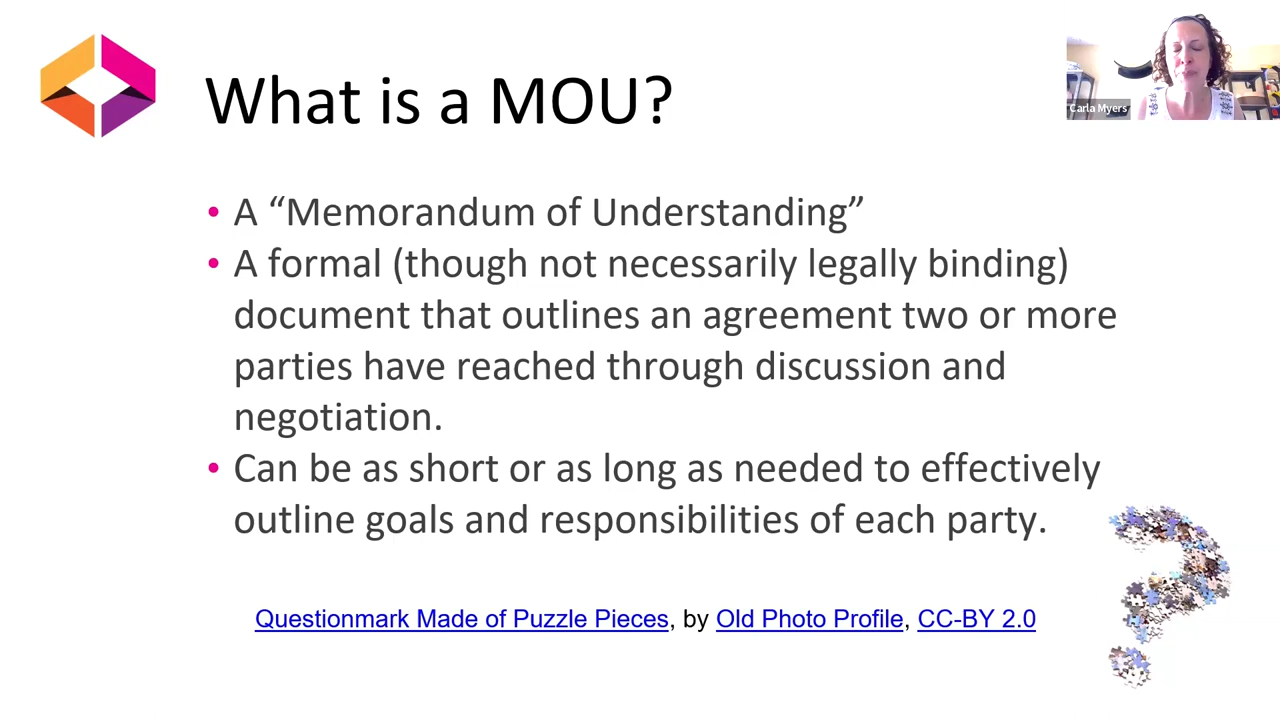 What is a MOU?
Carla Myers
• A “Memorandum of Understanding”
• A formal (though not necessarily legally binding)
document that outlines an agreement two or more
parties have reached through discussion and
negotiation.
• Can be as short or as long as needed to effectively
outline goals and responsibilities of each party.
Questionmark Made of Puzzle Pieces, by Old Photo Profile, CC-BY 2.0